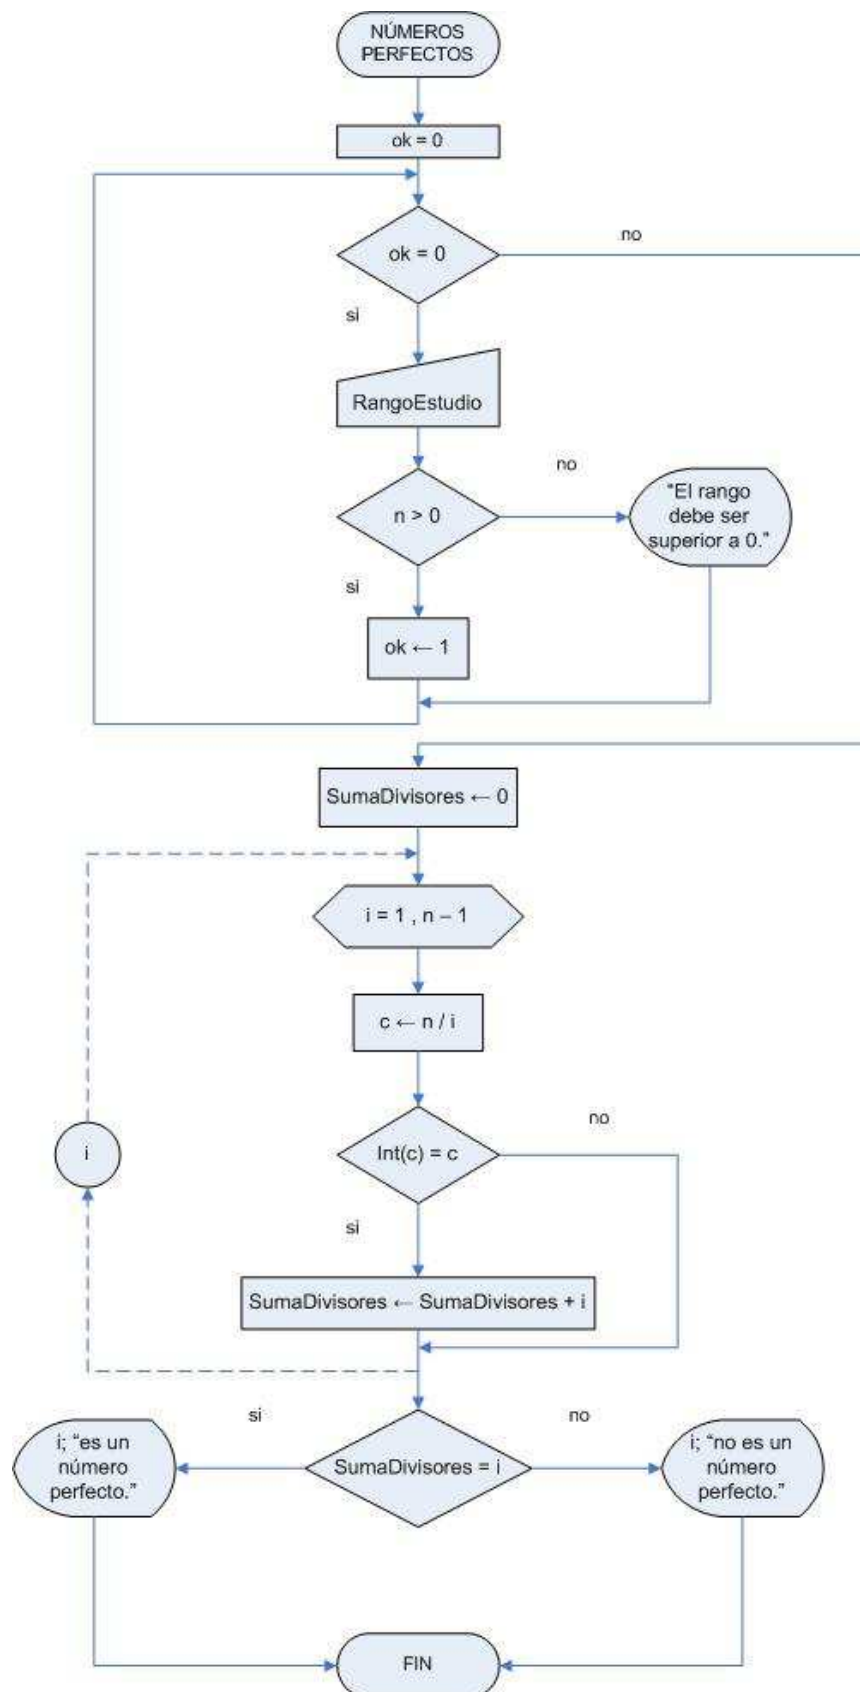 NÚMEROS
PERFECTOS
ok = 0
ok = 0
no
si
RangoEstudio
n > 0
no
"El rango
debe ser
superior a 0."
si
ok ← 1
SumaDivisores ← 0
i = 1 , n – 1
c ← n / i
Int(c) = c
no
i
si
SumaDivisores ← SumaDivisores + i
SumaDivisores = i
si
no
i; “es un
número
perfecto.”
i; “no es un
número
perfecto.”
FIN